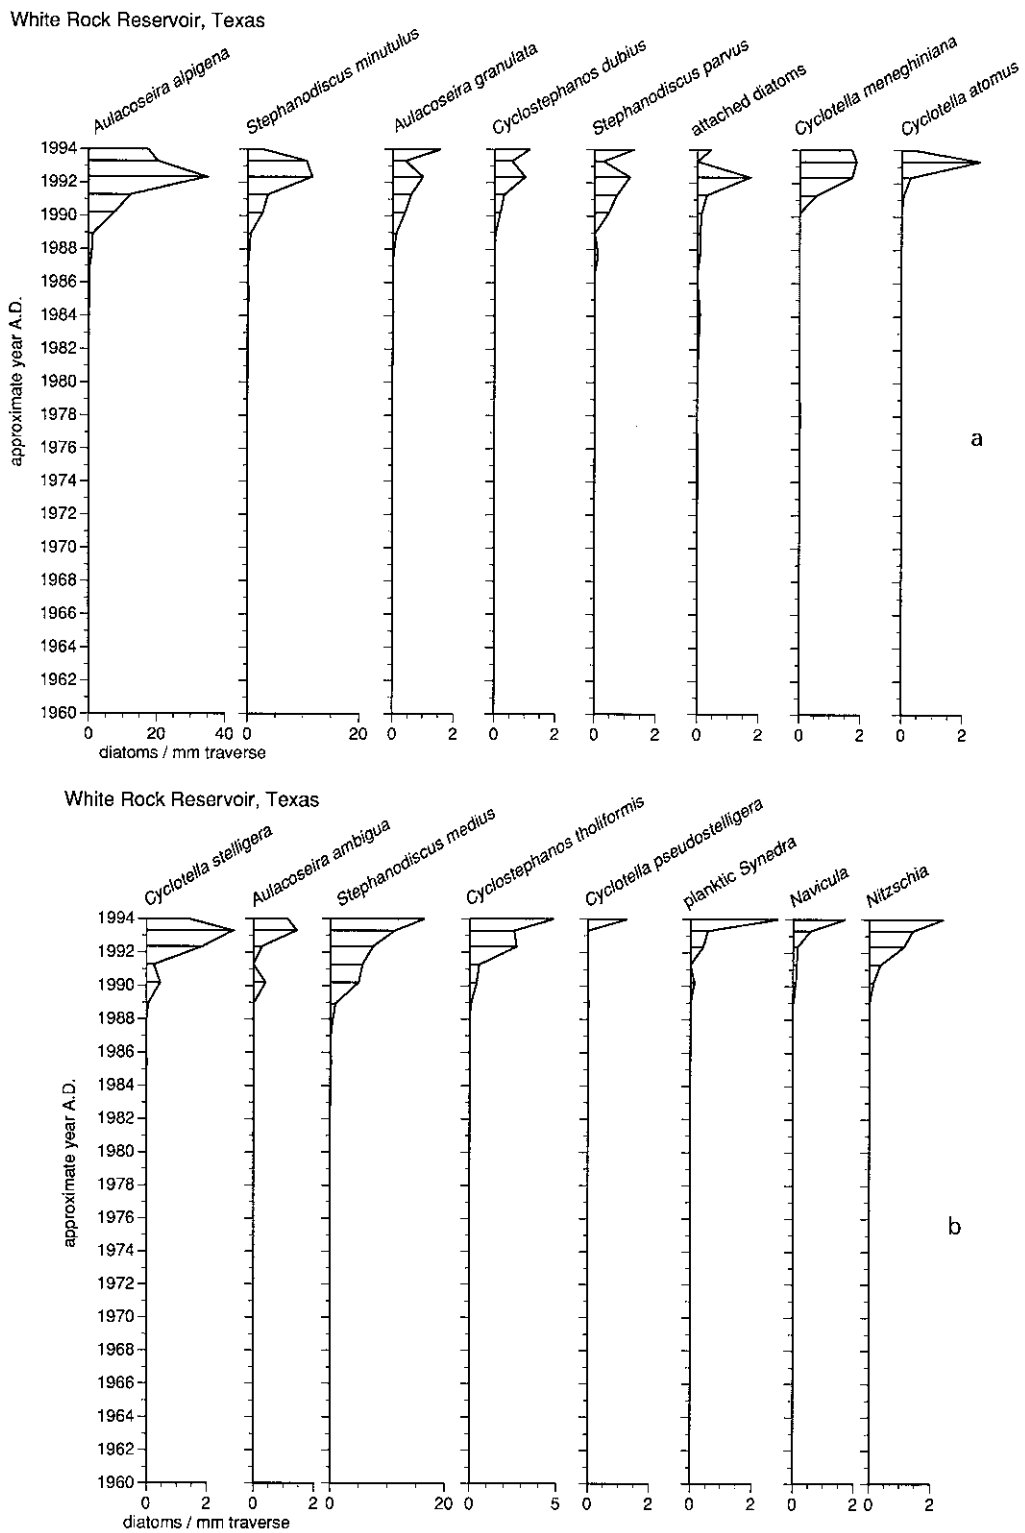 White Rock Reservoir, Texas
Aulacoseira alpigena
Stephanodiscus minutulus
Aulacoseira granulata
Cyclostephanos dubius
Stephanodiscus parvus
attached diatoms
Cyclotella meneghiniana
Cyclotella atomus
1994
1992
1990
1988
1986
1984
1982
1980
1978
1976
1974
1972
1970
1968
1966
1964
1962
1960
approximate year A.D.
a
0 20 40 0 20 0 2 0 2 0 2 0 2 0 2 0 2
diatoms / mm traverse
White Rock Reservoir, Texas
Cyclotella stelligera
Aulacoseira ambigua
Stephanodiscus medius
Cyclostephanos tholiformis
Cyclotella pseudostelligera
planktic Synedra
Navicula
Nitzschia
1994
1992
1990
1988
1986
1984
1982
1980
1978
1976
1974
1972
1970
1968
1966
1964
1962
1960
approximate year A.D.
b
0 2 0 2 0 20 0 5 0 2 0 2 0 2 0 2
diatoms / mm traverse